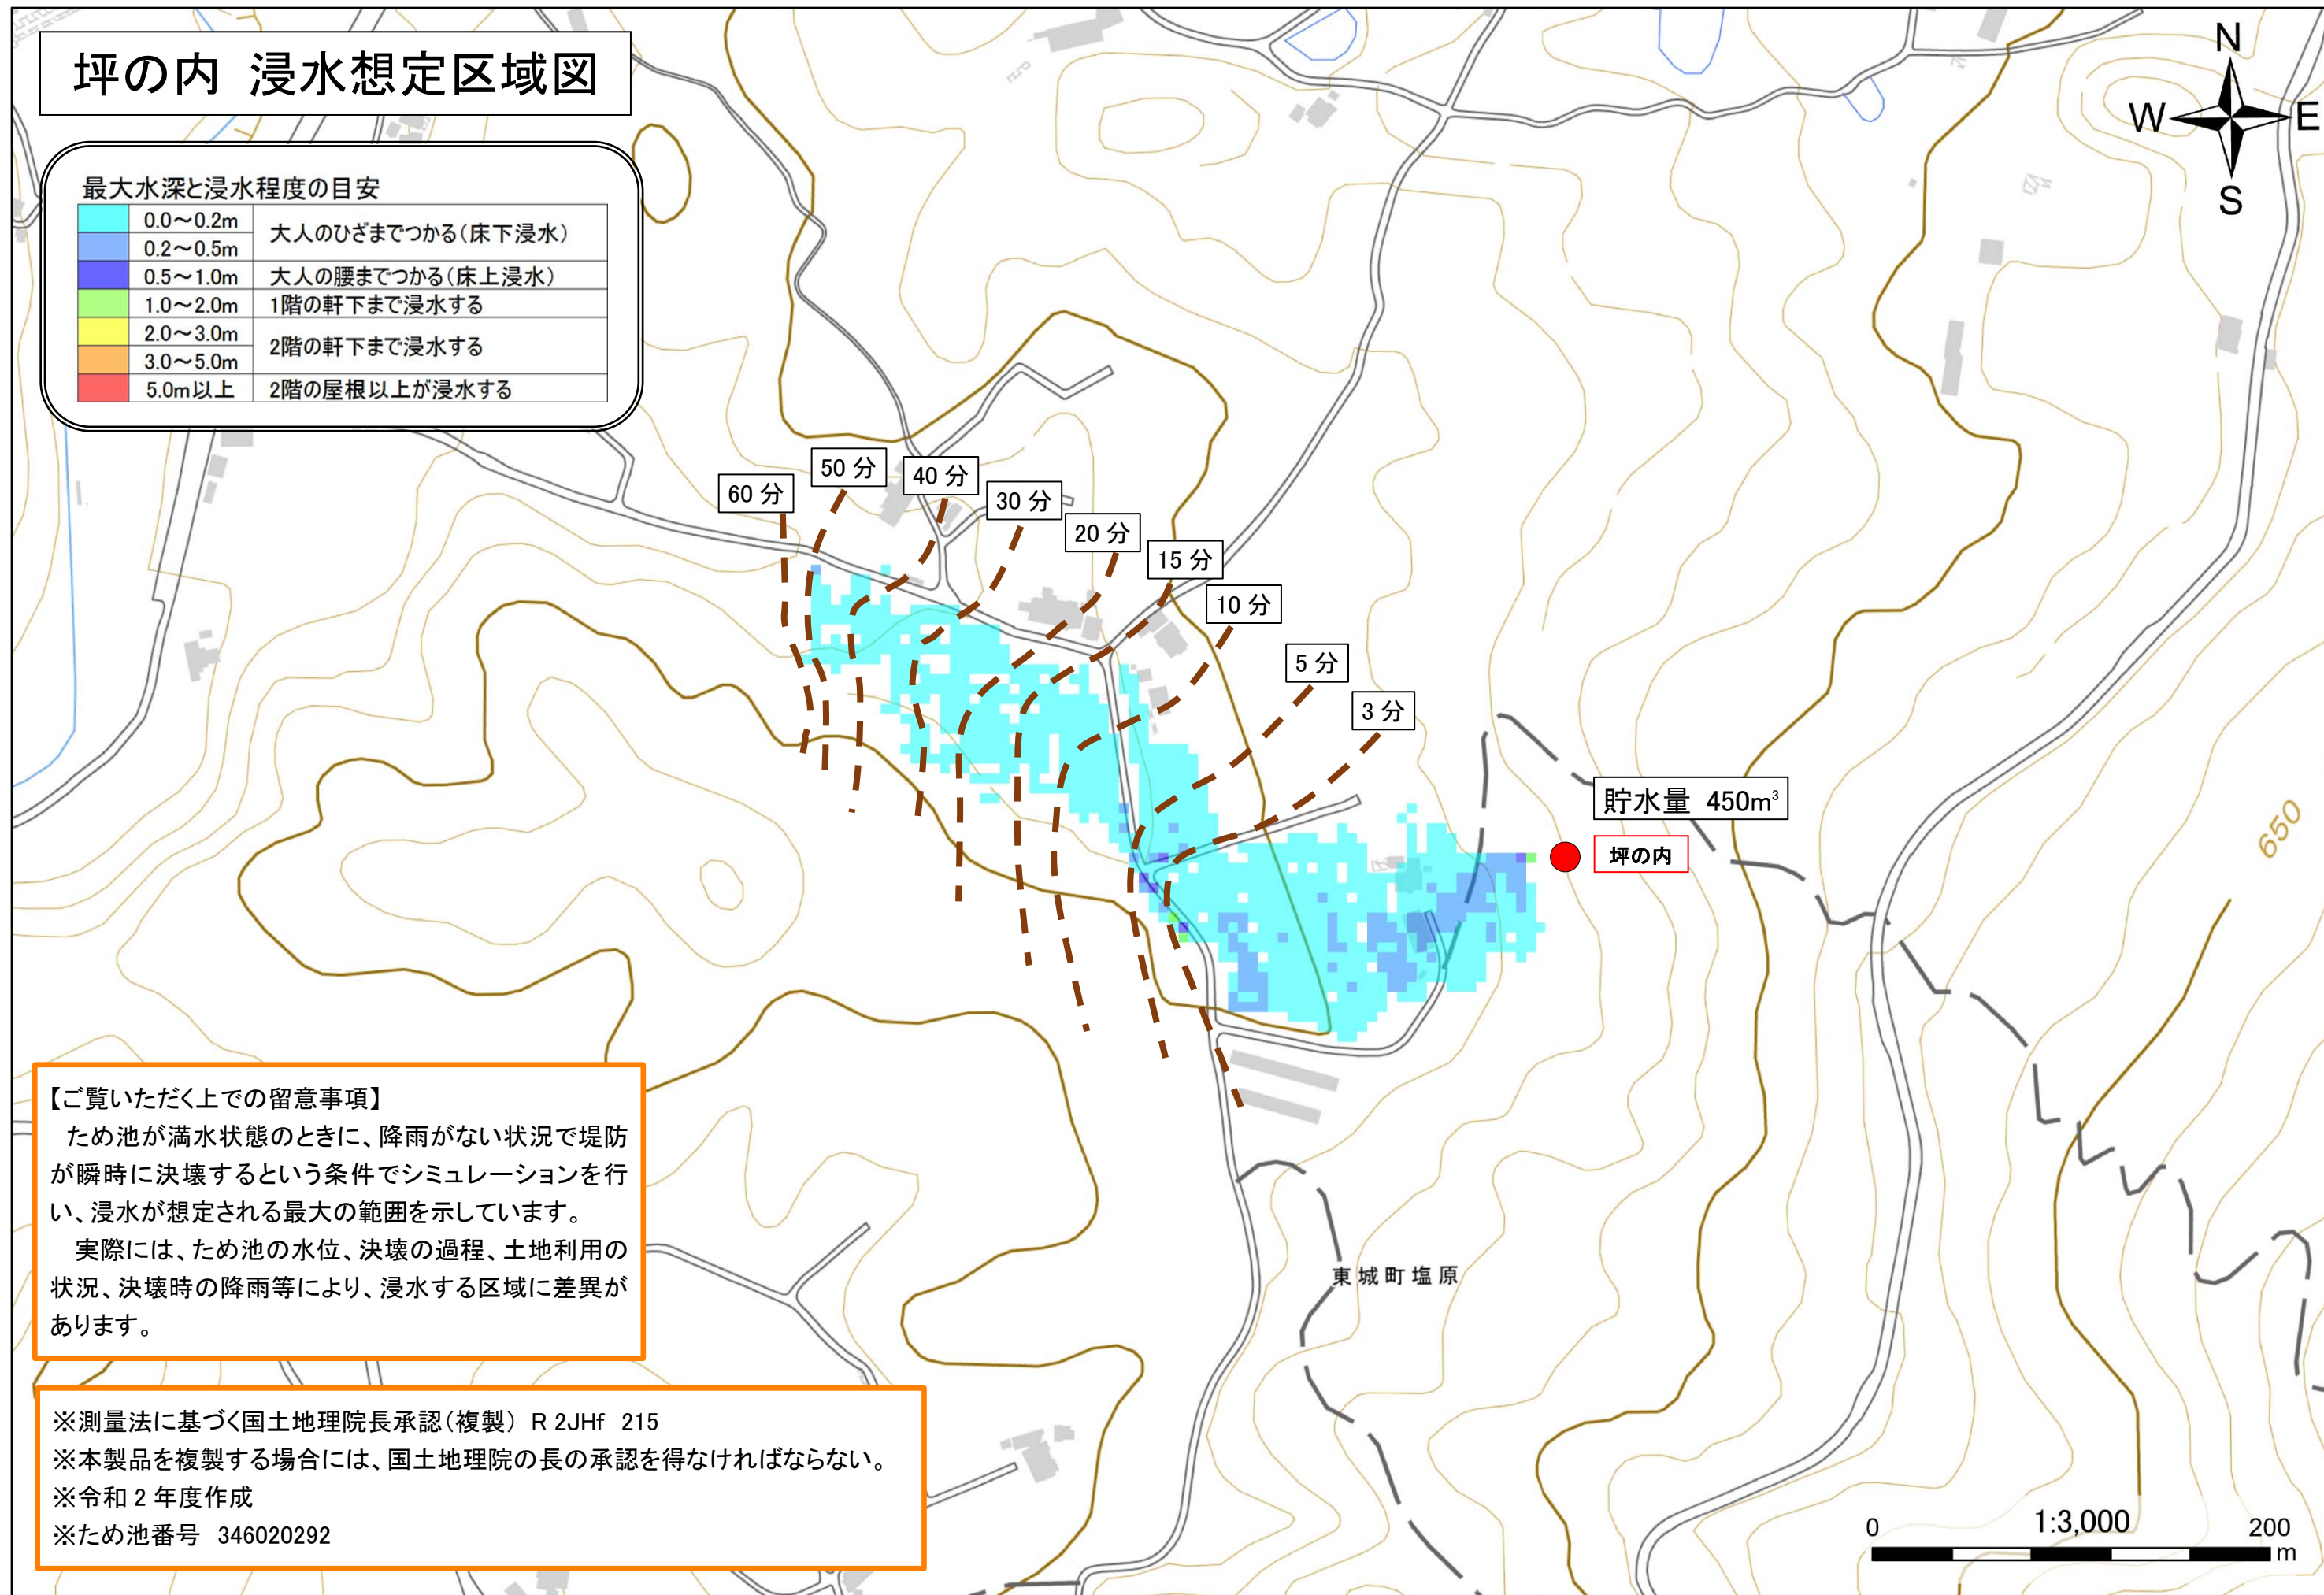 坪の内 浸水想定区域図
N
W
E
S
最大水深と浸水程度の目安
0.0～0.2m
大人のひざまでつかる(床下浸水)
0.2～0.5m
0.5～1.0m 大人の腰までつかる(床上浸水)
1.0～2.0m 1階の軒下まで浸水する
2.0～3.0m
2階の軒下まで浸水する
3.0～5.0m
5.0m以上 2階の屋根以上が浸水する
60 分
50 分
40 分
30 分
20 分
15 分
10 分
5 分
3 分
貯水量 450m³
坪の内
650
【ご覧いただく上での留意事項】
ため池が満水状態のときに、降雨がない状況で堤防
が瞬時に決壊するという条件でシミュレーションを行
い、浸水が想定される最大の範囲を示しています。
実際には、ため池の水位、決壊の過程、土地利用の
状況、決壊時の降雨等により、浸水する区域に差異が
あります。
東城町塩原
※測量法に基づく国土地理院長承認(複製) R 2JHf 215
※本製品を複製する場合には、国土地理院の長の承認を得なければならない。
※令和 2 年度作成
※ため池番号 346020292
0
1:3,000
200
m